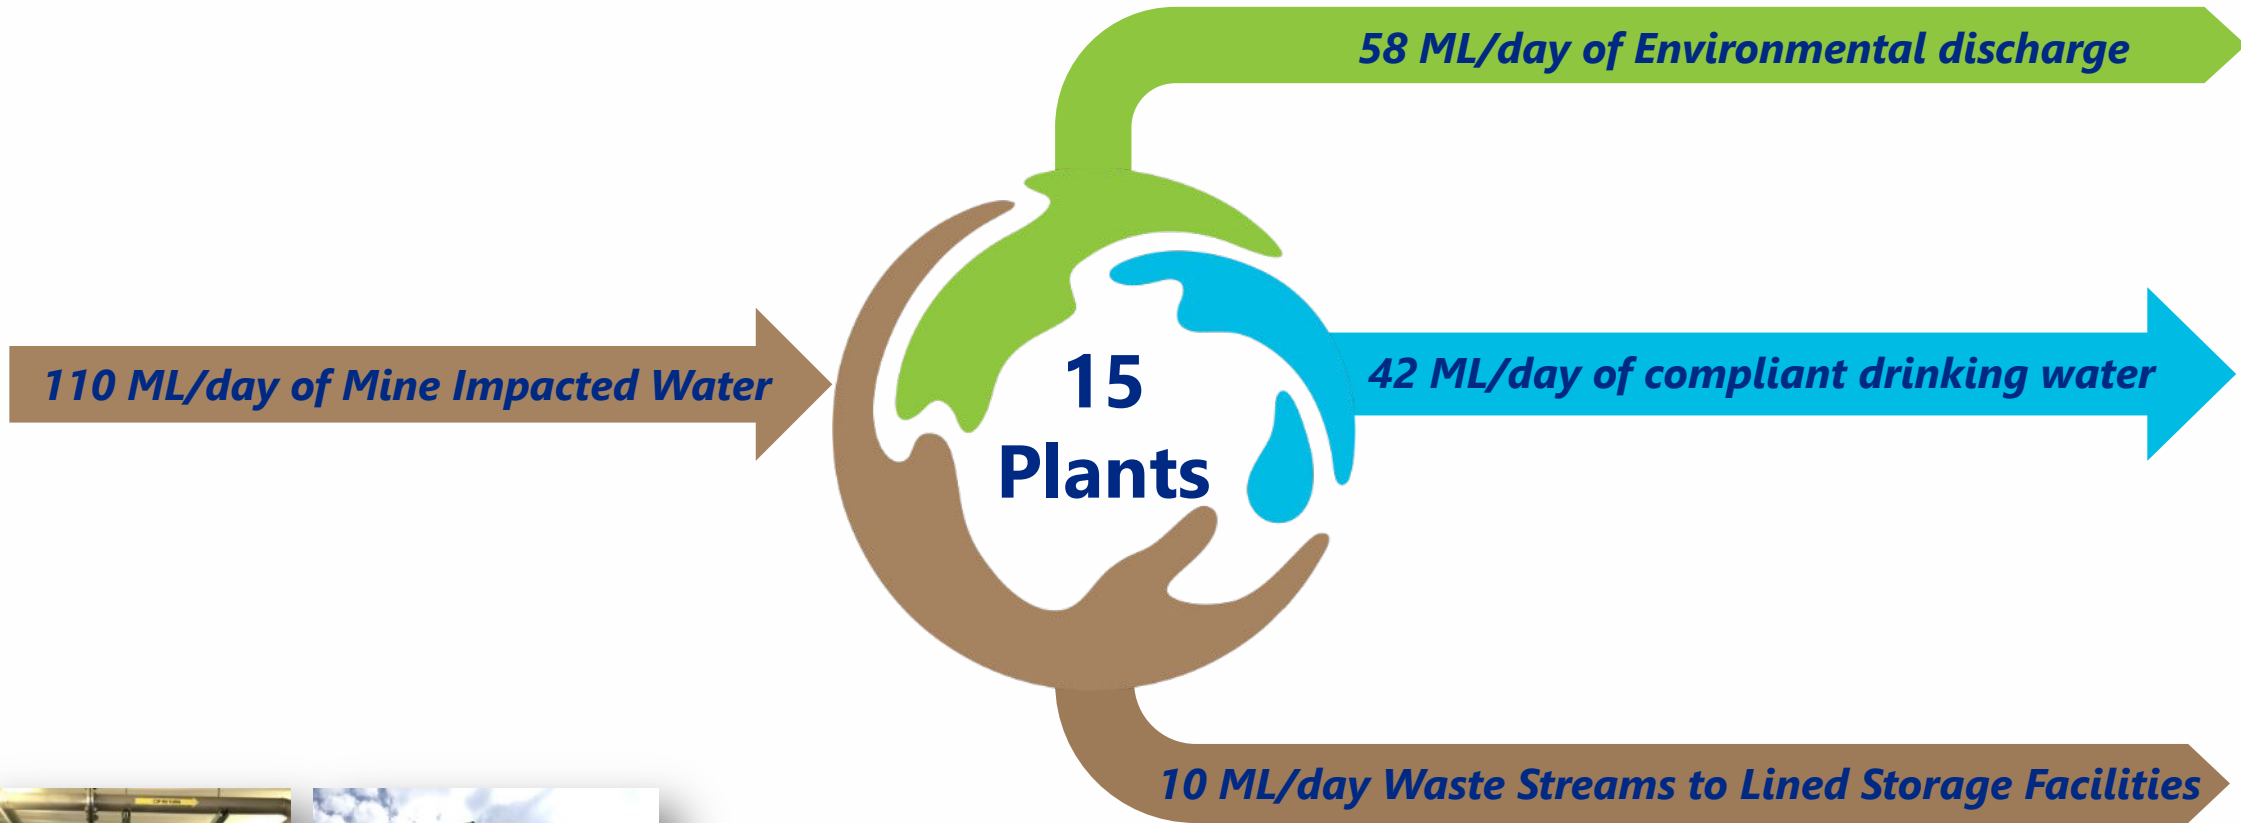 58 ML/day of Environmental discharge
110 ML/day of Mine Impacted Water
15
Plants
42 ML/day of compliant drinking water
10 ML/day Waste Streams to Lined Storage Facilities